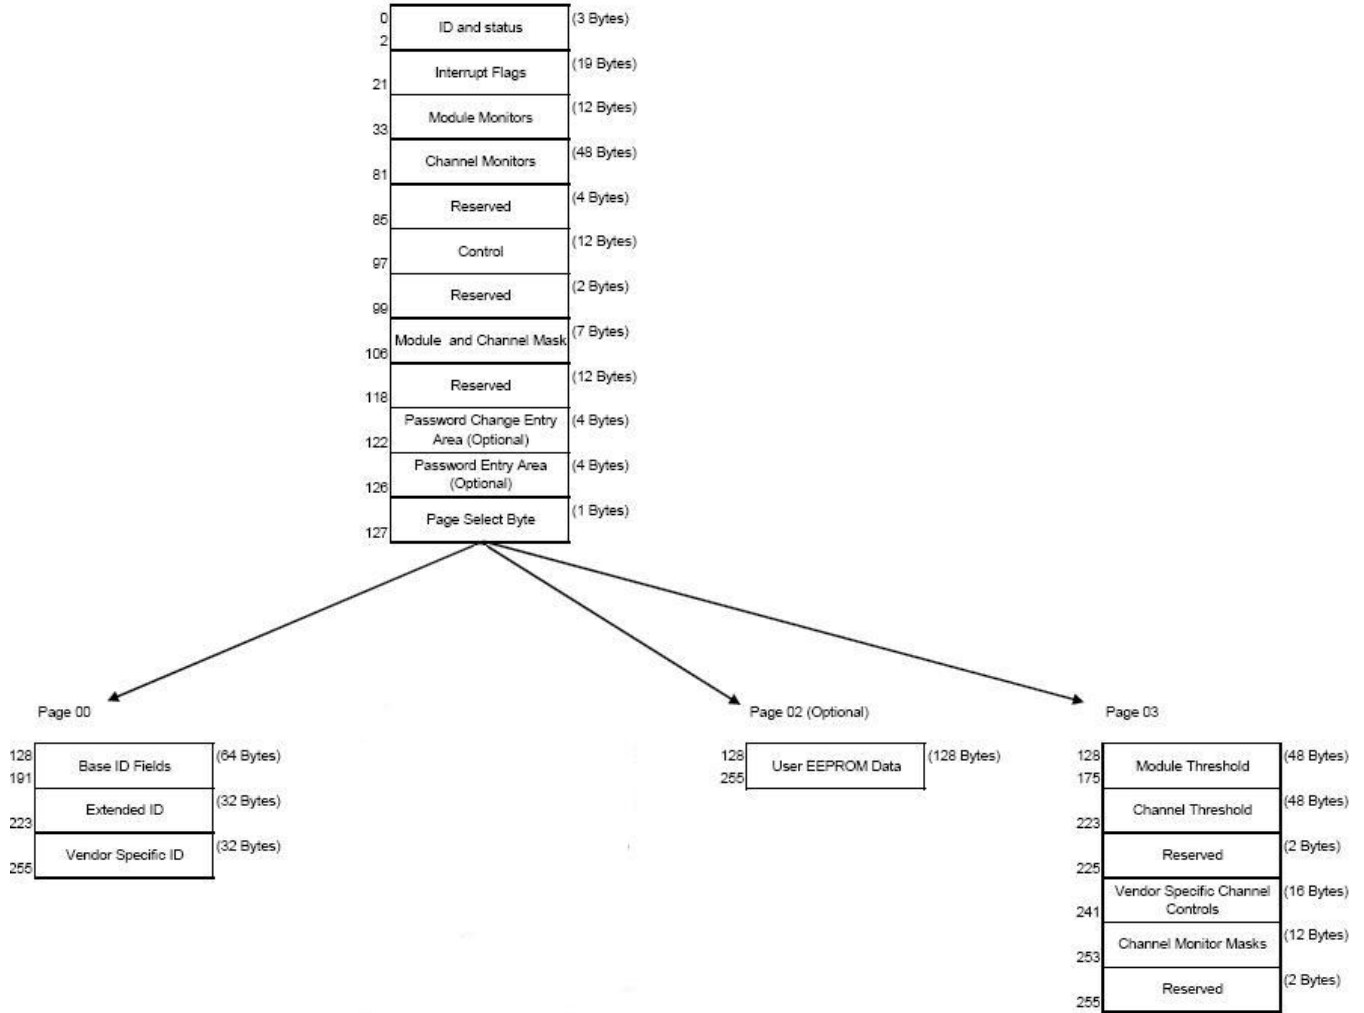 0
ID and status
(3 Bytes)
2
Interrupt Flags
(19 Bytes)
21
Module Monitors
(12 Bytes)
33
Channel Monitors
(48 Bytes)
81
Reserved
(4 Bytes)
85
Control
(12 Bytes)
97
Reserved
(2 Bytes)
99
Module and Channel Mask
(7 Bytes)
106
Reserved
(12 Bytes)
118
Password Change Entry
Area (Optional)
(4 Bytes)
122
Password Entry Area
(Optional)
(4 Bytes)
126
Page Select Byte
(1 Bytes)
127
Page 00
128
Base ID Fields
(64 Bytes)
191
Extended ID
(32 Bytes)
223
Vendor Specific ID
(32 Bytes)
255
Page 02 (Optional)
128
User EEPROM Data
(128 Bytes)
255
Page 03
128
Module Threshold
(48 Bytes)
175
Channel Threshold
(48 Bytes)
223
Reserved
(2 Bytes)
225
Vendor Specific Channel
Controls
(16 Bytes)
241
Channel Monitor Masks
(12 Bytes)
253
Reserved
(2 Bytes)
255